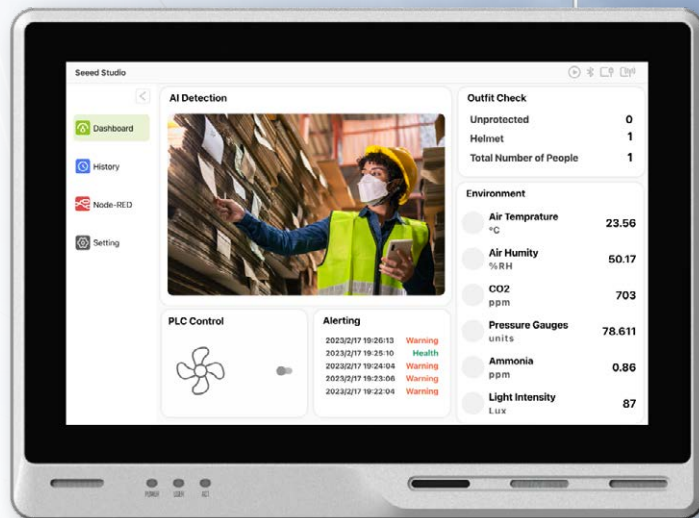 Seeed Studio
Dashboard
History
Node-RED
Setting
AI Detection
PLC Control
Alerting
2023/2/17 19:26:13 Warning
2023/2/17 19:25:10 Health
2023/2/17 19:24:04 Warning
2023/2/17 19:23:06 Warning
2023/2/17 19:22:04 Warning
Outfit Check
Unprotected 0
Helmet 1
Total Number of People 1
Environment
Air Temprature 23.56
°C
Air Humity 50.17
%RH
CO2 703
ppm
Pressure Gauges 78.611
units
Ammonia 0.86
ppm
Light Intensity 87
Lux
POWER USER ACT